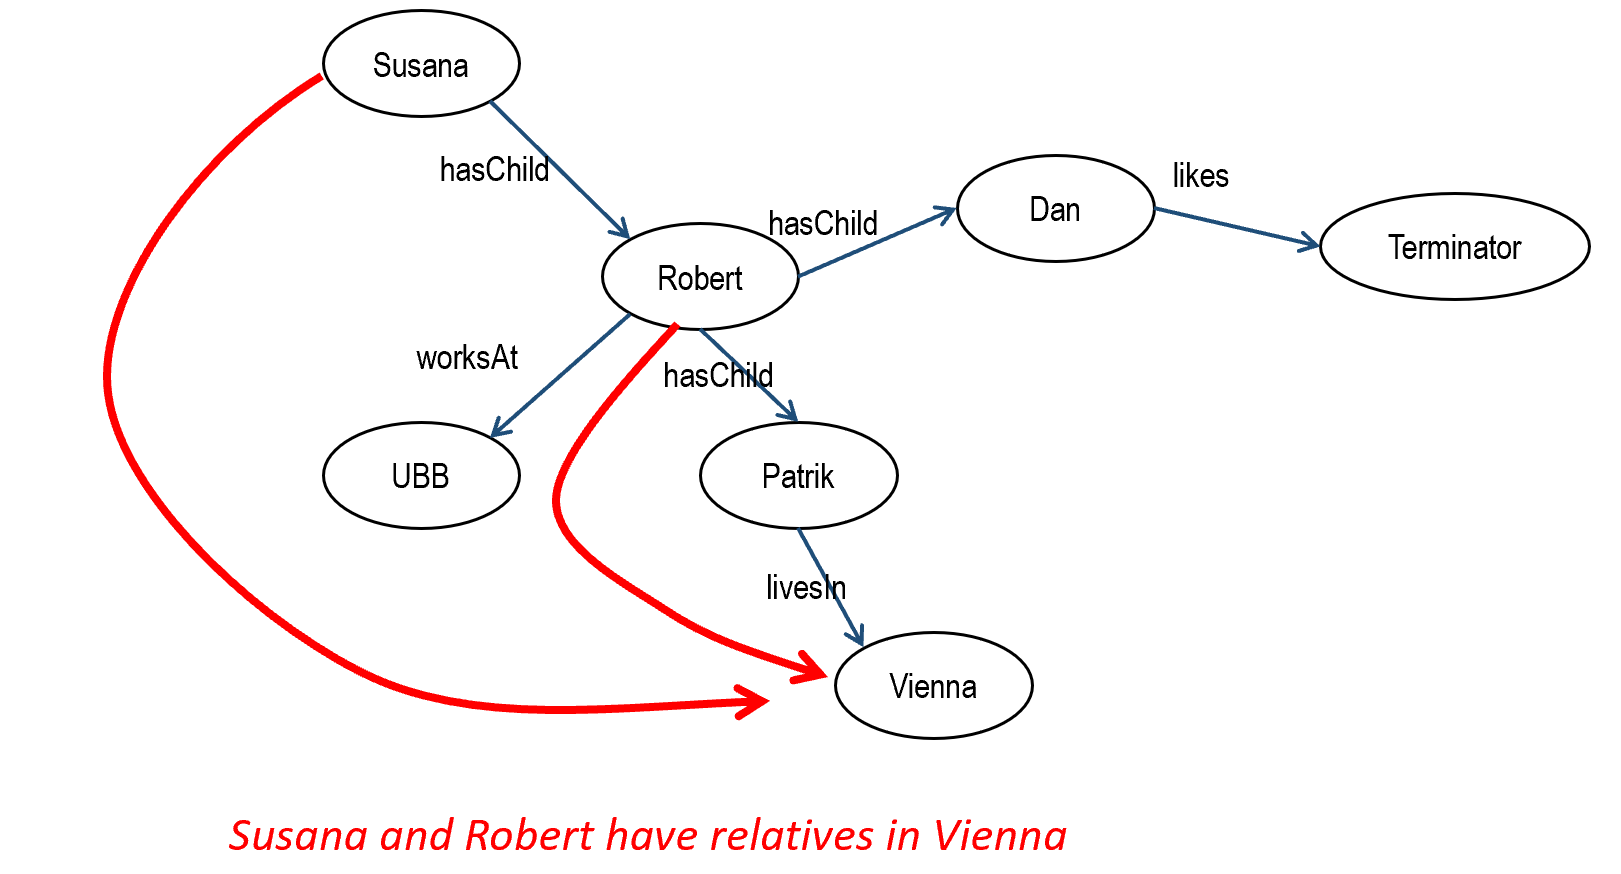 Susana
hasChild
likes
hasChild
Dan
Terminator
Robert
worksAt
hasChild
UBB
Patrik
livesIn
Vienna
Susana and Robert have relatives in Vienna